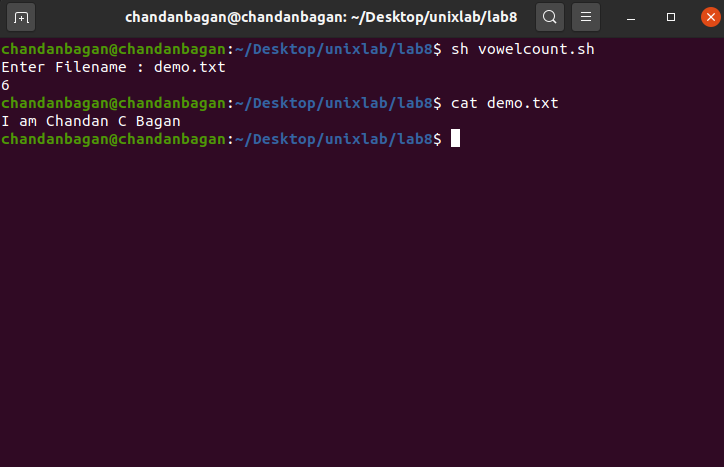 chandanbagan@chandanbagan: ~/Desktop/unixlab/lab8
chandanbagan@chandanbagan:~/Desktop/unixlab/lab8$ sh vowelcount.sh
Enter Filename : demo.txt
6
chandanbagan@chandanbagan:~/Desktop/unixlab/lab8$ cat demo.txt
I am Chandan C Bagan
chandanbagan@chandanbagan:~/Desktop/unixlab/lab8$